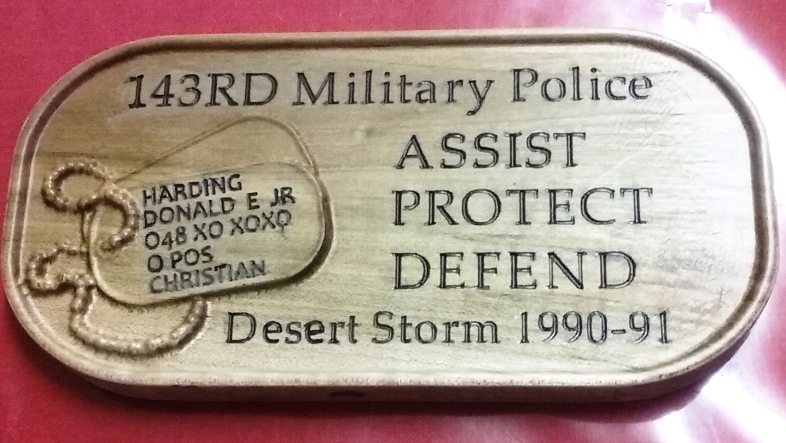 143RD Military Police
ASSIST
PROTECT
DEFEND
HARDING
DONALD E JR
048 XO XOXO
O POS
CHRISTIAN
Desert Storm 1990-91